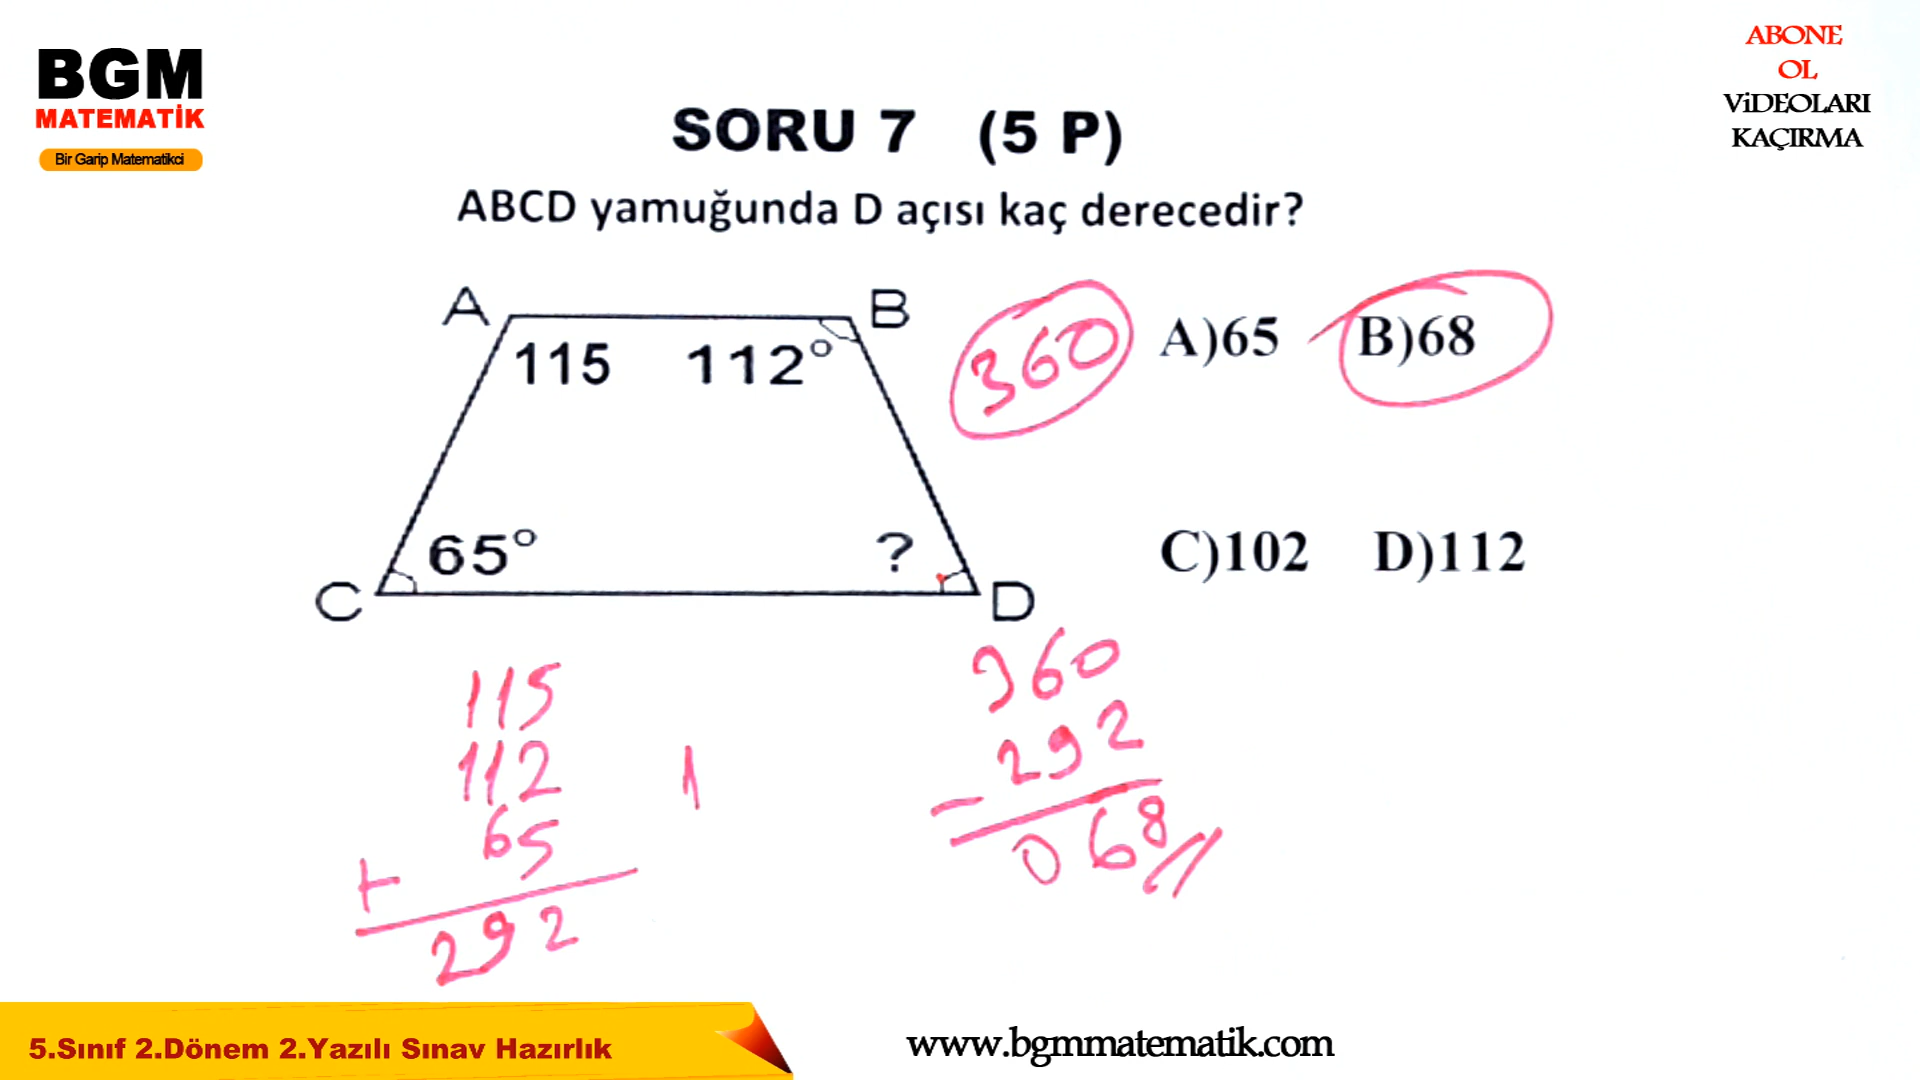 BGM
MATEMATİK
Bir Garip Matematikci
ABONE
OL
ViDEOLARI
KAÇIRMA
SORU 7 (5 P)
ABCD yamuğunda D açısı kaç derecedir?
A B
115 112°
65° ?
C D
360
A)65 B)68
C)102 D)112
115
112
65
+
292
1
360
292
-
068
5.Sınıf 2.Dönem 2.Yazılı Sınav Hazırlık
www.bgmmatematik.com